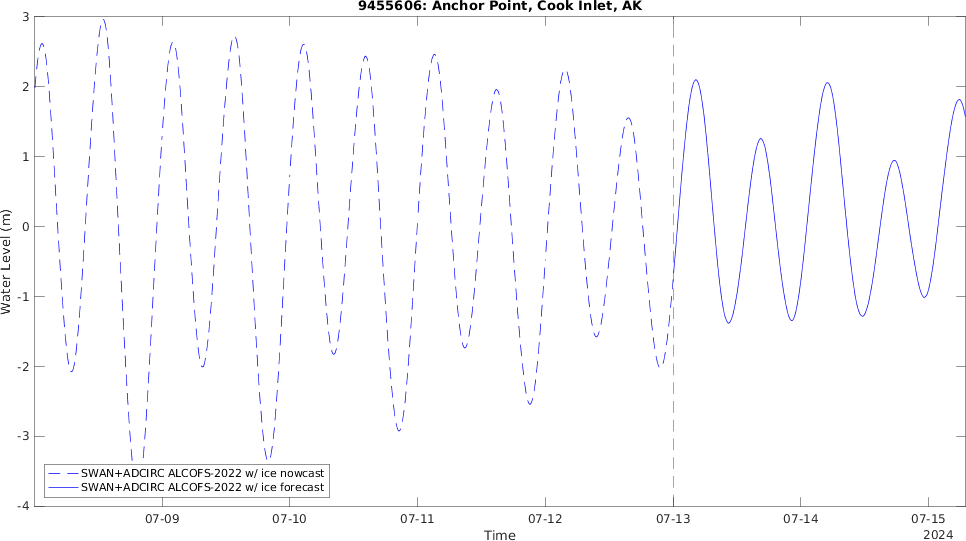 9455606: Anchor Point, Cook Inlet, AK
3
2
1
0
-1
-2
-3
-4
Water Level (m)
SWAN+ADCIRC ALCOFS-2022 w/ ice nowcast
SWAN+ADCIRC ALCOFS-2022 w/ ice forecast
07-09 07-10 07-11 07-12 07-13 07-14 07-15
Time
2024